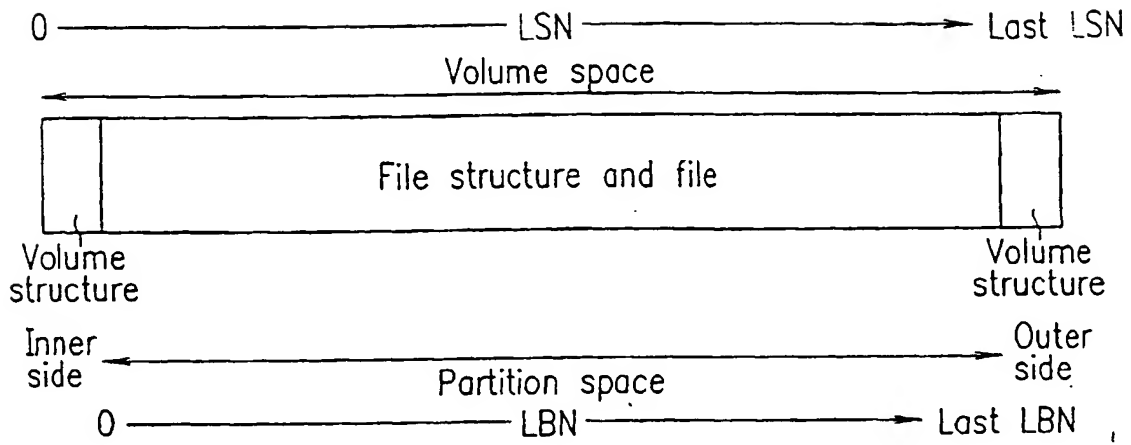 0 LSN Last LSN
Volume space
File structure and file
Volume
structure
Volume
structure
Inner
side
Outer
side
Partition space
0 LBN Last LBN